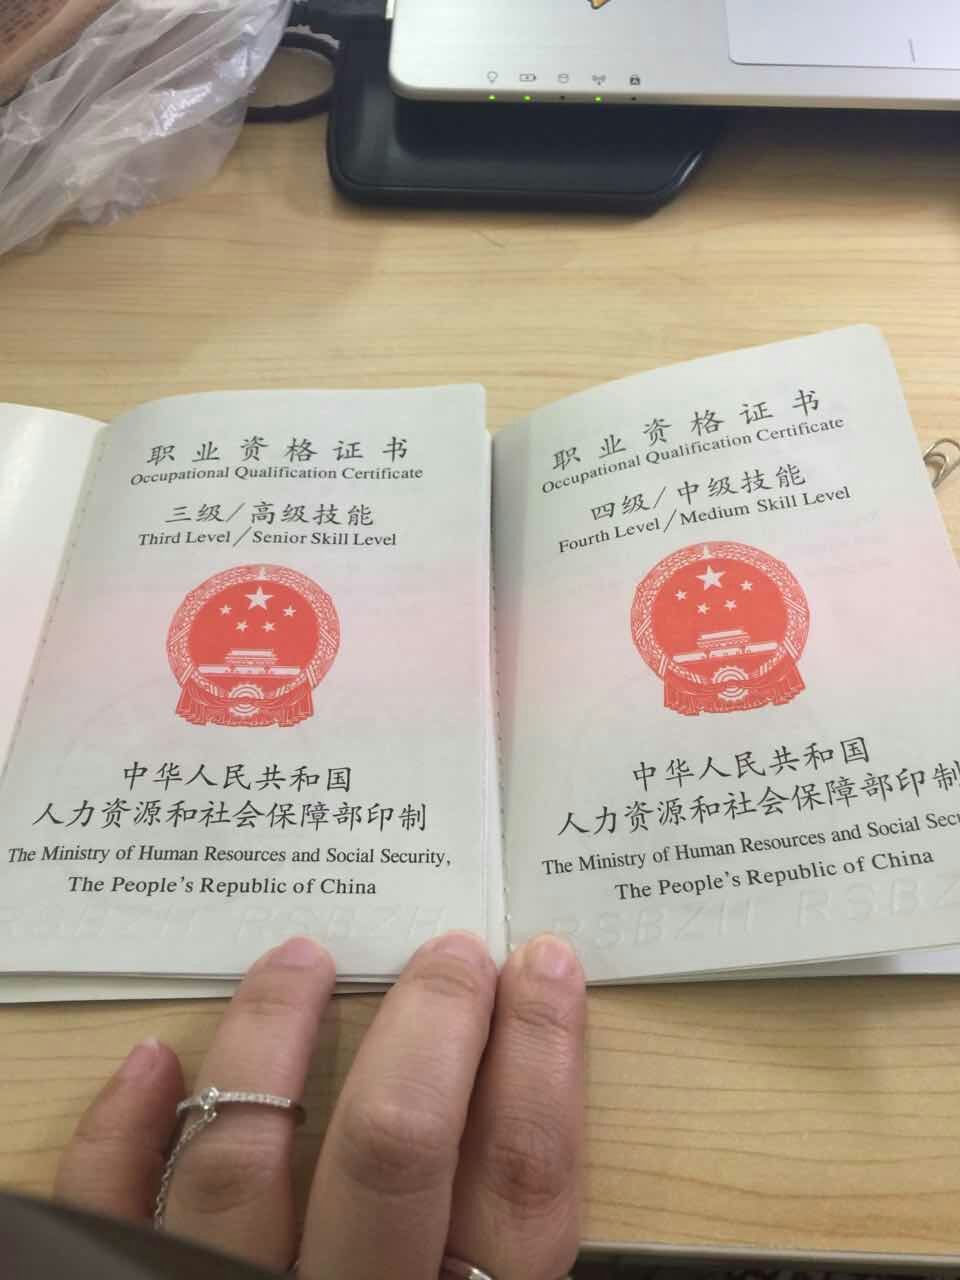 职业资格证书
Occupational Qualification Certificate
三级/高级技能
Third Level/Senior Skill Level
中华人民共和国
人力资源和社会保障部印制
The Ministry of Human Resources and Social Security,
The People's Republic of China
RSBZH RSBZH
职业资格证书
Occupational Qualification Certificate
四级/中级技能
Fourth Level/Medium Skill Level
中华人民共和国
人力资源和社会保障部印制
The Ministry of Human Resources and Social Secu
The People's Republic of China
RSBZH RSBZ